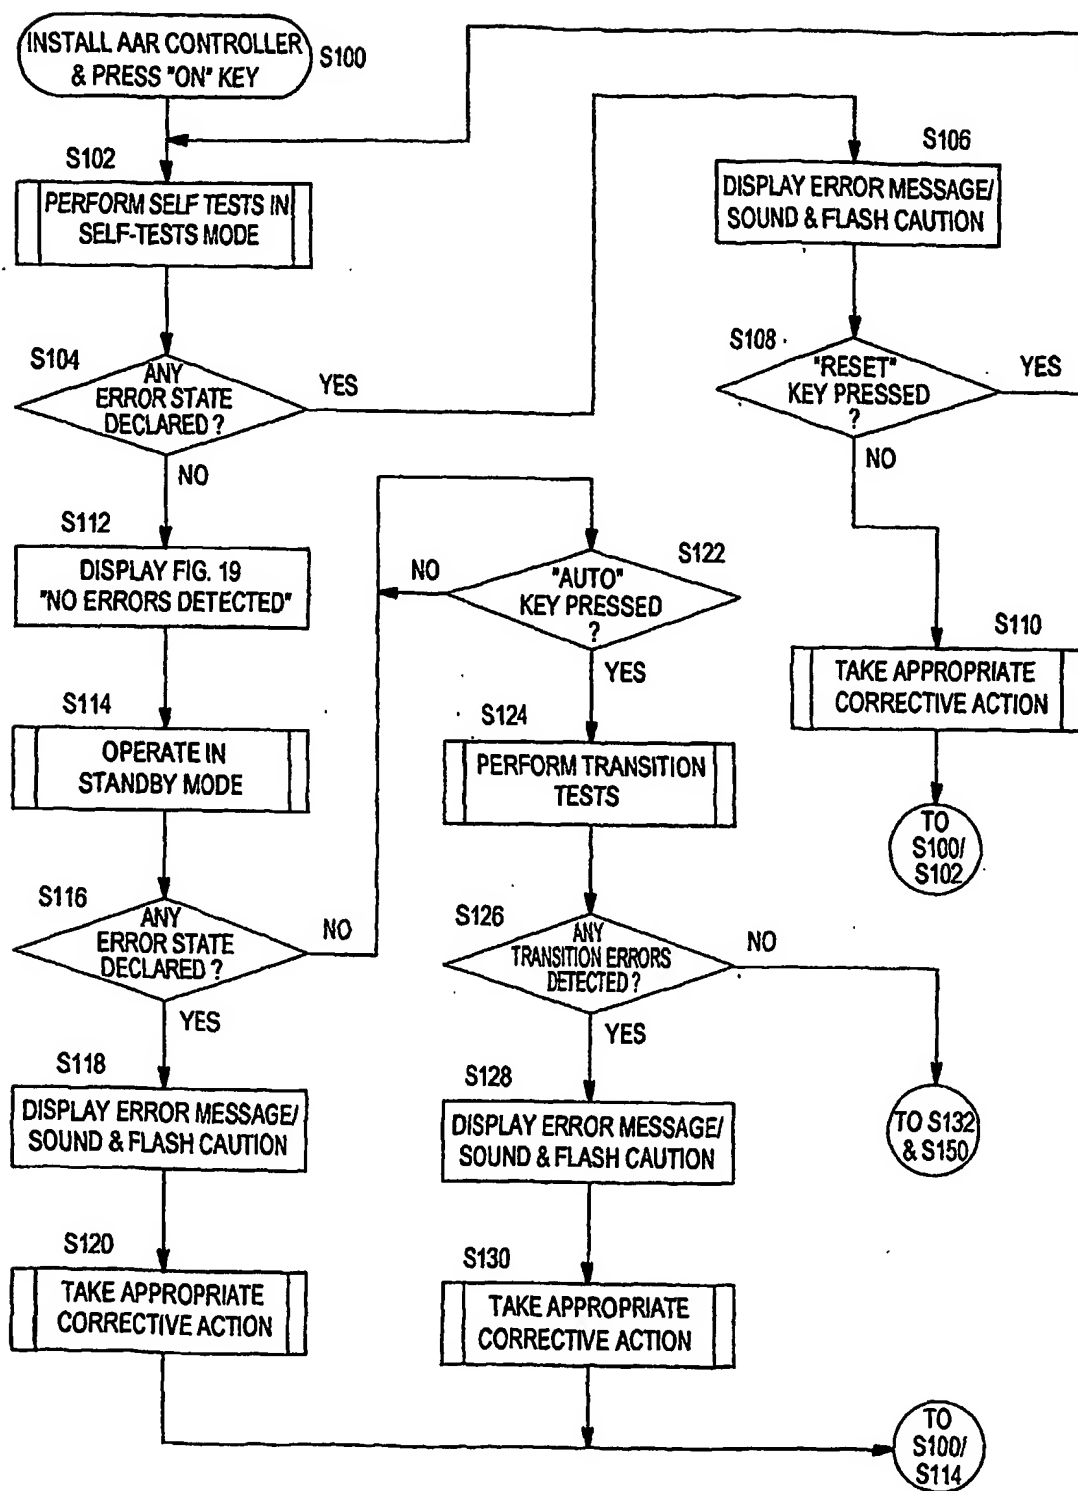 INSTALL AAR CONTROLLER
& PRESS "ON" KEY
S100
S102
PERFORM SELF TESTS IN
SELF-TESTS MODE
S104
ANY
ERROR STATE
DECLARED ?
YES
NO
S106
DISPLAY ERROR MESSAGE/
SOUND & FLASH CAUTION
S108
"RESET"
KEY PRESSED
?
YES
NO
S110
TAKE APPROPRIATE
CORRECTIVE ACTION
TO
S100/
S102
S112
DISPLAY FIG. 19
"NO ERRORS DETECTED"
S114
OPERATE IN
STANDBY MODE
S116
ANY
ERROR STATE
DECLARED ?
NO
YES
S118
DISPLAY ERROR MESSAGE/
SOUND & FLASH CAUTION
S120
TAKE APPROPRIATE
CORRECTIVE ACTION
S122
"AUTO"
KEY PRESSED
?
NO
YES
S124
PERFORM TRANSITION
TESTS
S126
ANY
TRANSITION ERRORS
DETECTED ?
NO
YES
TO S132
& S150
S128
DISPLAY ERROR MESSAGE/
SOUND & FLASH CAUTION
S130
TAKE APPROPRIATE
CORRECTIVE ACTION
TO
S100/
S114